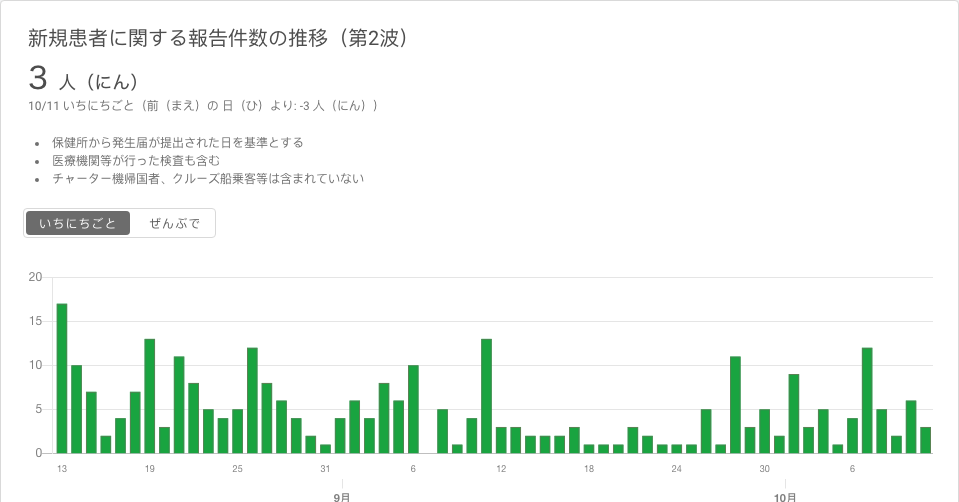 新規患者に関する報告件数の推移（第2波）
3 人（にん）
10/11 いちにちごと（前（まえ）の 日（ひ）より: -3 人（にん））
保健所から発生届が提出された日を基準とする
医療機関等が行った検査も含む
チャーター機帰国者、クルーズ船乗客等は含まれていない
いちにちごと ぜんぶで
20
15
10
5
0
13 19 25 31 6 12 18 24 30 6
9月 10月